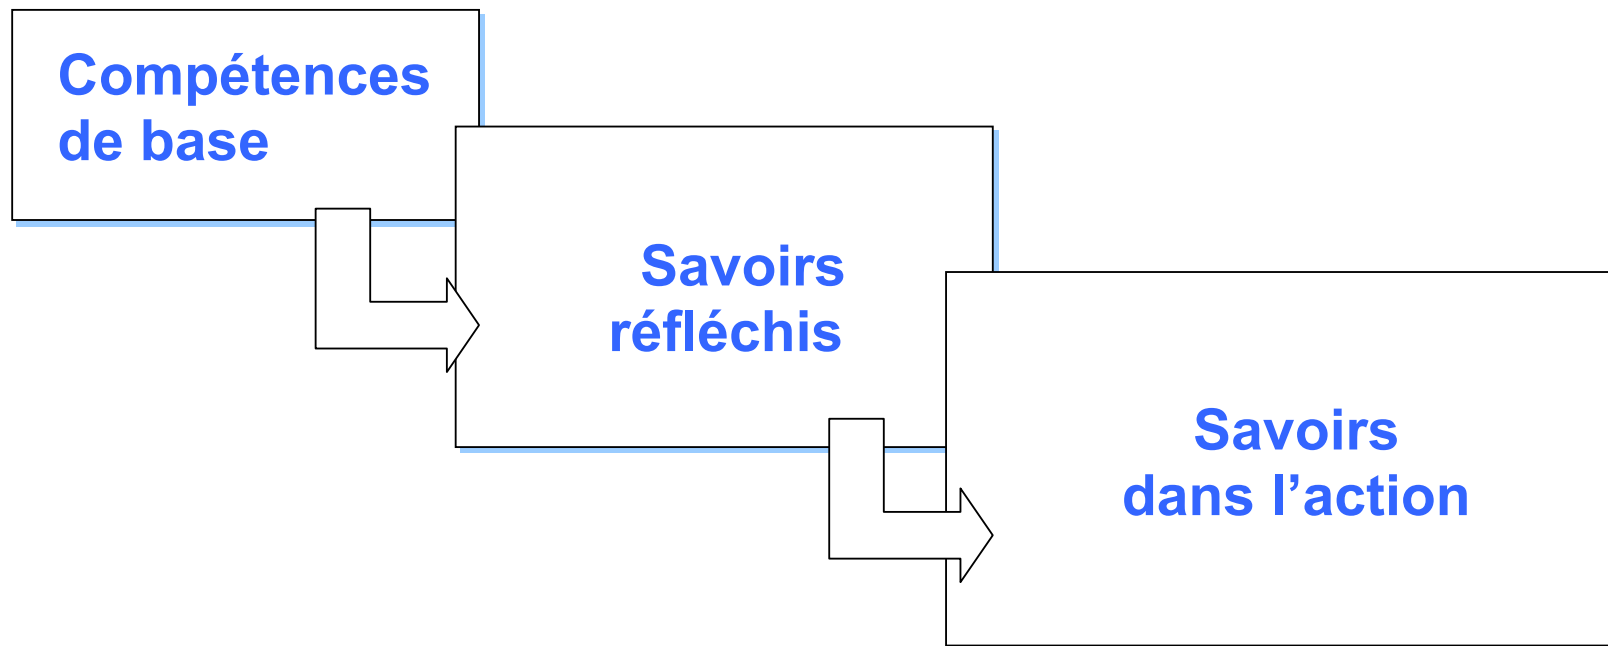 Compétences
de base
Savoirs
réfléchis
Savoirs
dans l’action